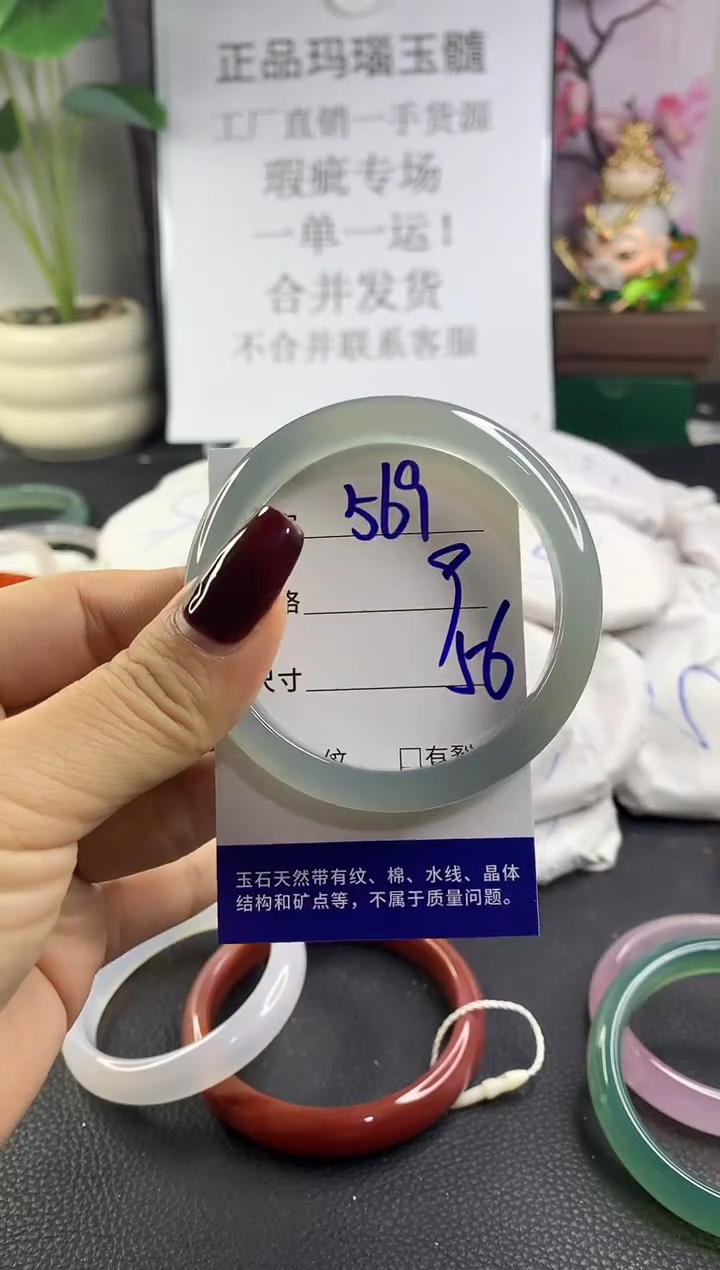 正品玛瑙玉髓
工厂直销一手货源
瑕疵专场
一单一运！
合并发货
不合并联系客服
569
格
尺寸
56
纹 □有裂
玉石天然带有纹、棉、水线、晶体
结构和矿点等，不属于质量问题。